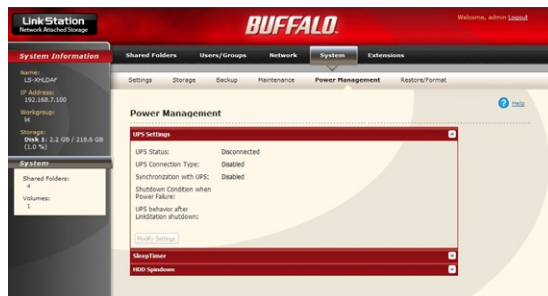 LinkStation
Network Attached Storage
BUFFALO.
Welcome, admin Logout
System Information
Shared Folders Users/Groups Network System Extensions
Settings Storage Backup Maintenance Power Management Restore/Format
Name:
LS-XHLDAF
IP Address:
192.168.7.100
Workgroup:
Storage:
Disk 1: 2.2 GB / 218.6 GB
(1.0 %)
System
Shared Folders:
4
Volumes:
1
Help
Power Management
UPS Settings
UPS Status: Disconnected
UPS Connection Type: Disabled
Synchronization with UPS: Disabled
Shutdown Condition when
Power Failure:
UPS behavior after
LinkStation shutdown:
Modify Settings
SleepTimer
HDD Spindown